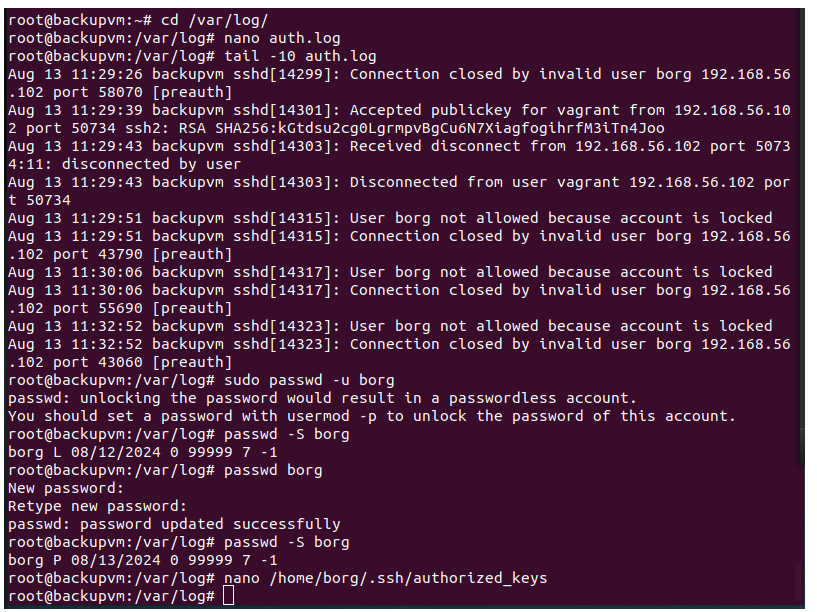 root@backupvm:~# cd /var/log/
root@backupvm:/var/log# nano auth.log
root@backupvm:/var/log# tail -10 auth.log
Aug 13 11:29:26 backupvm sshd[14299]: Connection closed by invalid user borg 192.168.56
.102 port 58070 [preauth]
Aug 13 11:29:39 backupvm sshd[14301]: Accepted publickey for vagrant from 192.168.56.10
2 port 50734 ssh2: RSA SHA256:kGtdsu2cg0LgrmpvBgCu6N7XiagfogihrfM3iTn4Joo
Aug 13 11:29:43 backupvm sshd[14303]: Received disconnect from 192.168.56.102 port 5073
4:11: disconnected by user
Aug 13 11:29:43 backupvm sshd[14303]: Disconnected from user vagrant 192.168.56.102 por
t 50734
Aug 13 11:29:51 backupvm sshd[14315]: User borg not allowed because account is locked
Aug 13 11:29:51 backupvm sshd[14315]: Connection closed by invalid user borg 192.168.56
.102 port 43790 [preauth]
Aug 13 11:30:06 backupvm sshd[14317]: User borg not allowed because account is locked
Aug 13 11:30:06 backupvm sshd[14317]: Connection closed by invalid user borg 192.168.56
.102 port 55690 [preauth]
Aug 13 11:32:52 backupvm sshd[14323]: User borg not allowed because account is locked
Aug 13 11:32:52 backupvm sshd[14323]: Connection closed by invalid user borg 192.168.56
.102 port 43060 [preauth]
root@backupvm:/var/log# sudo passwd -u borg
passwd: unlocking the password would result in a passwordless account.
You should set a password with usermod -p to unlock the password of this account.
root@backupvm:/var/log# passwd -S borg
borg L 08/12/2024 0 99999 7 -1
root@backupvm:/var/log# passwd borg
New password:
Retype new password:
passwd: password updated successfully
root@backupvm:/var/log# passwd -S borg
borg P 08/13/2024 0 99999 7 -1
root@backupvm:/var/log# nano /home/borg/.ssh/authorized_keys
root@backupvm:/var/log#